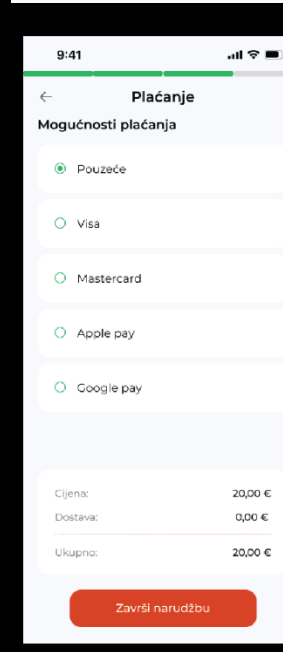 9:41
Plaćanje
Mogućnosti plaćanja
Pouzeće
Visa
Mastercard
Apple pay
Google pay
Cijena: 20,00 €
Dostava: 0,00 €
Ukupno: 20,00 €
Završi narudžbu